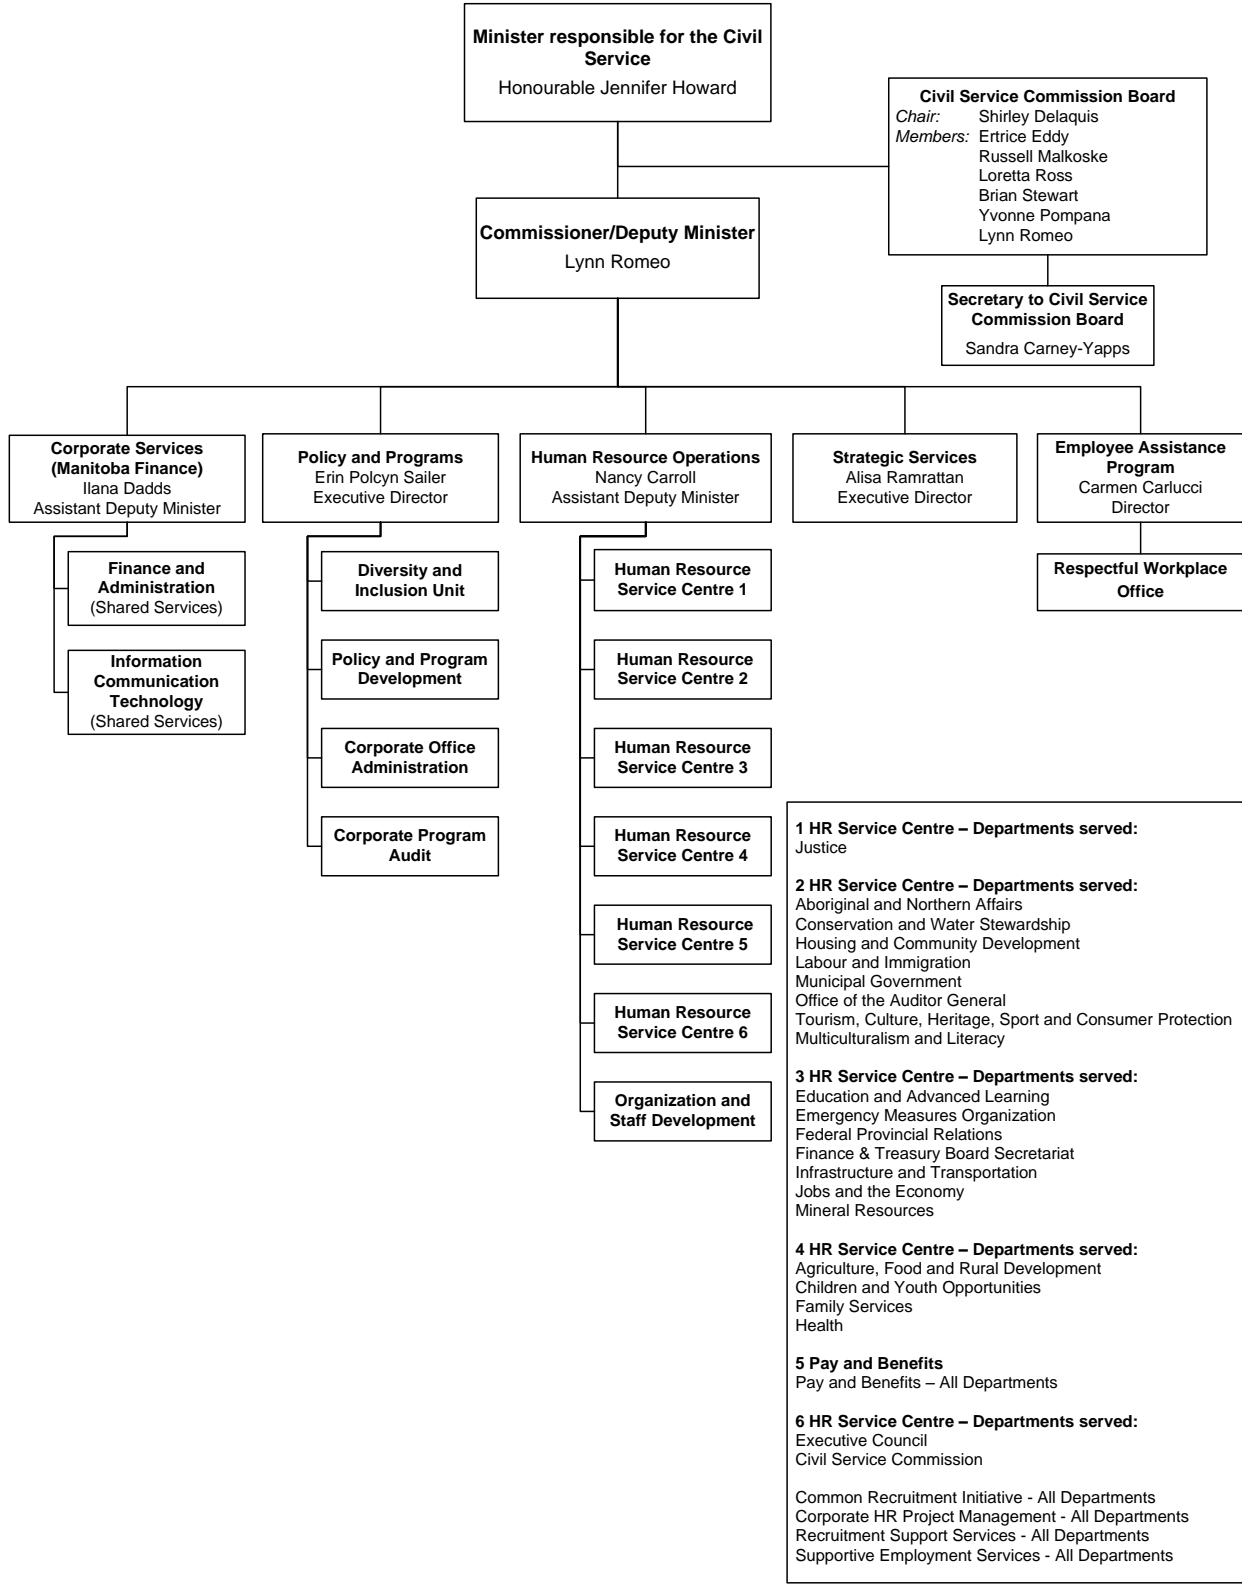 Minister responsible for the Civil
Service
Honourable Jennifer Howard
Civil Service Commission Board
Chair: Shirley Delaquis
Members: Ertrice Eddy
Russell Malkoske
Loretta Ross
Brian Stewart
Yvonne Pompana
Lynn Romeo
Commissioner/Deputy Minister
Lynn Romeo
Secretary to Civil Service
Commission Board
Sandra Carney-Yapps
Corporate Services
(Manitoba Finance)
Ilana Dadds
Assistant Deputy Minister
Policy and Programs
Erin Polcyn Sailer
Executive Director
Human Resource Operations
Nancy Carroll
Assistant Deputy Minister
Strategic Services
Alisa Ramrattan
Executive Director
Employee Assistance
Program
Carmen Carlucci
Director
Finance and
Administration
(Shared Services)
Information
Communication
Technology
(Shared Services)
Diversity and
Inclusion Unit
Policy and Program
Development
Corporate Office
Administration
Corporate Program
Audit
Human Resource
Service Centre 1
Human Resource
Service Centre 2
Human Resource
Service Centre 3
Human Resource
Service Centre 4
Human Resource
Service Centre 5
Human Resource
Service Centre 6
Organization and
Staff Development
Respectful Workplace
Office
1 HR Service Centre – Departments served:
Justice
2 HR Service Centre – Departments served:
Aboriginal and Northern Affairs
Conservation and Water Stewardship
Housing and Community Development
Labour and Immigration
Municipal Government
Office of the Auditor General
Tourism, Culture, Heritage, Sport and Consumer Protection
Multiculturalism and Literacy
3 HR Service Centre – Departments served:
Education and Advanced Learning
Emergency Measures Organization
Federal Provincial Relations
Finance & Treasury Board Secretariat
Infrastructure and Transportation
Jobs and the Economy
Mineral Resources
4 HR Service Centre – Departments served:
Agriculture, Food and Rural Development
Children and Youth Opportunities
Family Services
Health
5 Pay and Benefits
Pay and Benefits – All Departments
6 HR Service Centre – Departments served:
Executive Council
Civil Service Commission
Common Recruitment Initiative - All Departments
Corporate HR Project Management - All Departments
Recruitment Support Services - All Departments
Supportive Employment Services - All Departments